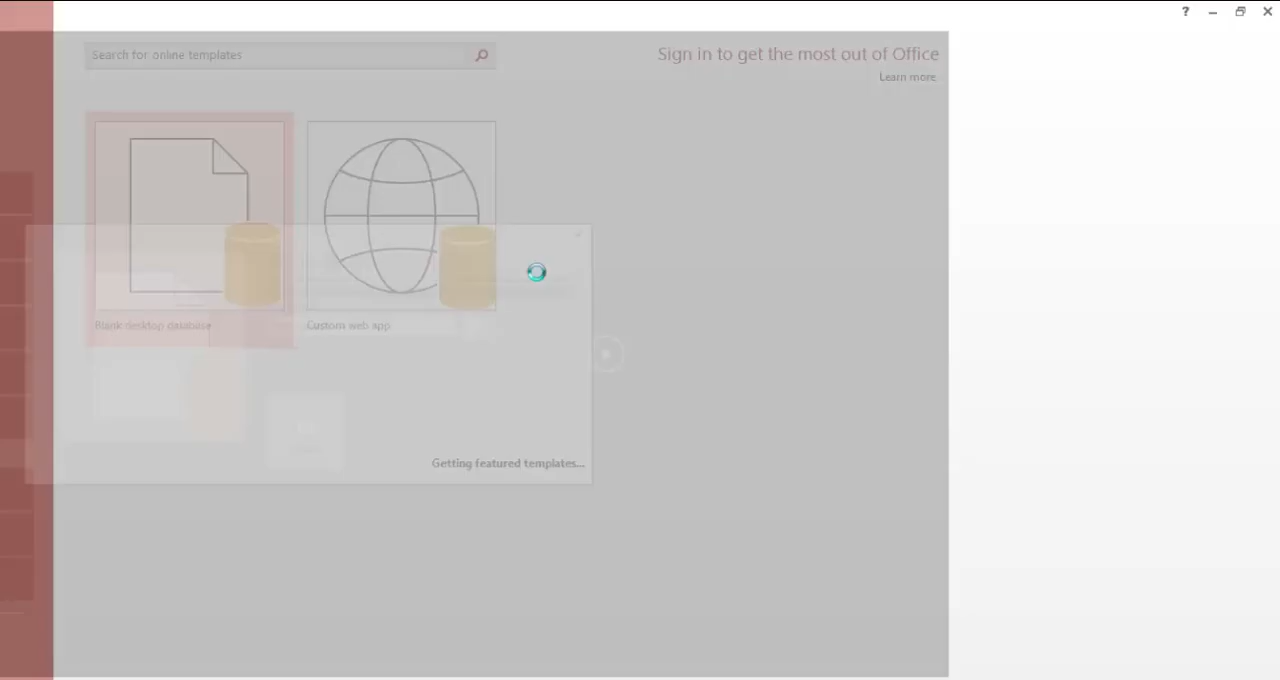 ?
Search for online templates
Sign in to get the most out of Office
Learn more
Blank desktop database
Custom web app
Getting featured templates...